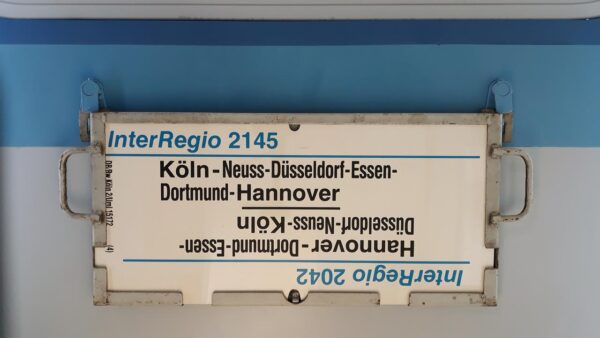 InterRegio 2145
Köln-Neuss-Düsseldorf-Essen-
Dortmund-Hannover
InterRegio 2042
Hannover-Dortmund-Essen-
Düsseldorf-Neuss-Köln